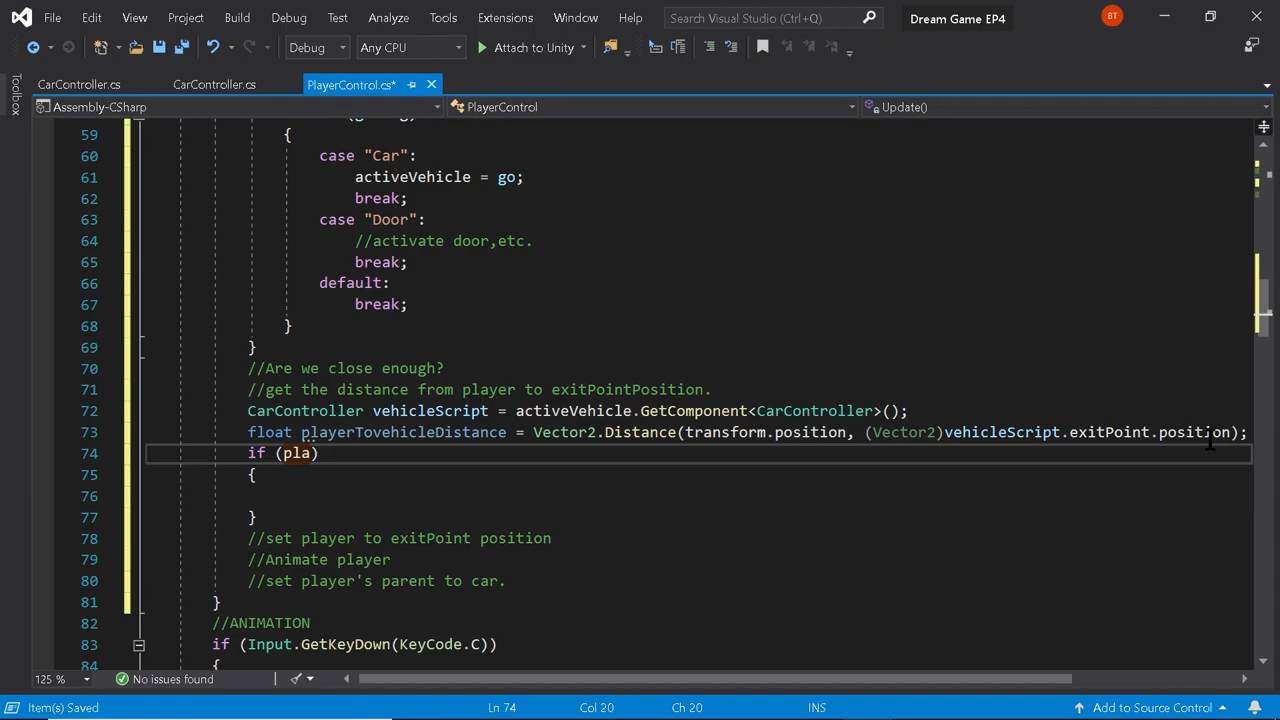 File Edit View Project Build Debug Test Analyze Tools Extensions Window Help Search Visual Studio (Ctrl+Q) Dream Game EP4 BT
Debug Any CPU Attach to Unity
CarController.cs CarController.cs PlayerControl.cs*
Toolbox
Assembly-CSharp PlayerControl Update()
59 {
60 case "Car":
61 activeVehicle = go;
62 break;
63 case "Door":
64 //activate door,etc.
65 break;
66 default:
67 break;
68 }
69 }
70 //Are we close enough?
71 //get the distance from player to exitPointPosition.
72 CarController vehicleScript = activeVehicle.GetComponent<CarController>();
73 float playerTovehicleDistance = Vector2.Distance(transform.position, (Vector2)vehicleScript.exitPoint.position);
74 if (pla)
75 {
76
77 }
78 //set player to exitPoint position
79 //Animate player
80 //set player's parent to car.
81 }
82 //ANIMATION
83 if (Input.GetKeyDown(KeyCode.C))
84 {
125 % No issues found
Item(s) Saved Ln 74 Col 20 Ch 20 INS Add to Source Control